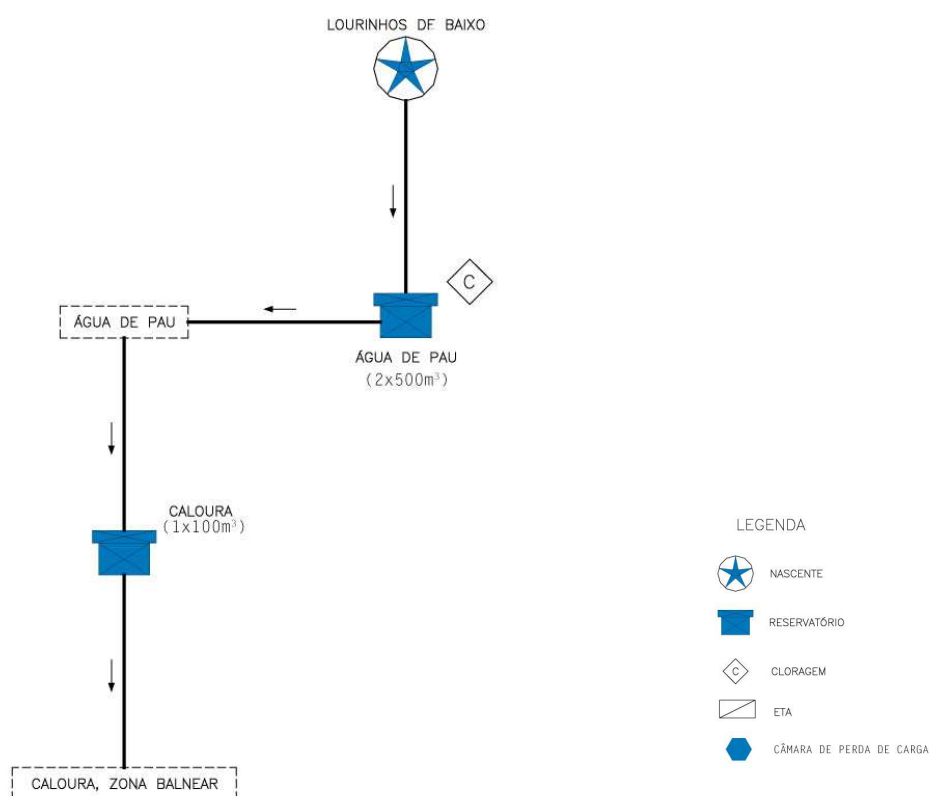 LOURINHOS DE BAIXO
C
ÁGUA DE PAU
ÁGUA DE PAU
(2x500m³)
CALOURA
(1x100m³)
CALOURA, ZONA BALNEAR
LEGENDA
NASCENTE
RESERVATÓRIO
C
CLORAGEM
ETA
CÂMARA DE PERDA DE CARGA